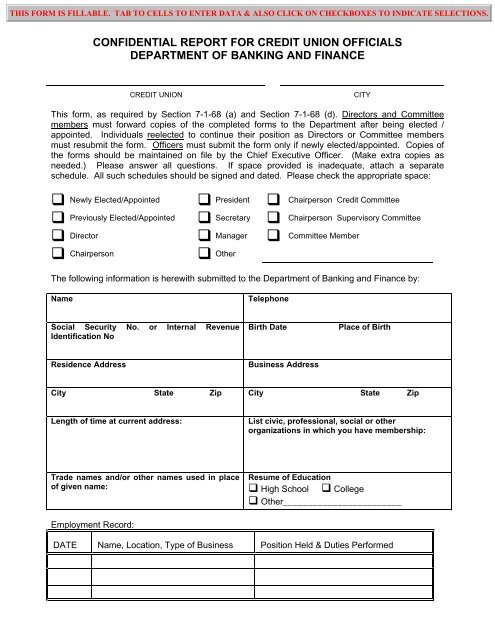 THIS FORM IS FILLABLE. TAB TO CELLS TO ENTER DATA & ALSO CLICK ON CHECKBOXES TO INDICATE SELECTIONS.
CONFIDENTIAL REPORT FOR CREDIT UNION OFFICIALS
DEPARTMENT OF BANKING AND FINANCE
CREDIT UNION CITY
This form, as required by Section 7-1-68 (a) and Section 7-1-68 (d). Directors and Committee
members must forward copies of the completed forms to the Department after being elected /
appointed. Individuals reelected to continue their position as Directors or Committee members
must resubmit the form. Officers must submit the form only if newly elected/appointed. Copies of
the forms should be maintained on file by the Chief Executive Officer. (Make extra copies as
needed.) Please answer all questions. If space provided is inadequate, attach a separate
schedule. All such schedules should be signed and dated. Please check the appropriate space:
Newly Elected/Appointed President Chairperson Credit Committee
Previously Elected/Appointed Secretary Chairperson Supervisory Committee
Director Manager Committee Member
Chairperson Other
The following information is herewith submitted to the Department of Banking and Finance by:
Name Telephone
Social Security No. or Internal Revenue Birth Date Place of Birth
Identification No
Residence Address Business Address
City State Zip City State Zip
Length of time at current address: List civic, professional, social or other
organizations in which you have membership:
Trade names and/or other names used in place Resume of Education
of given name: High School College
Other________________________
Employment Record:
DATE Name, Location, Type of Business Position Held & Duties Performed